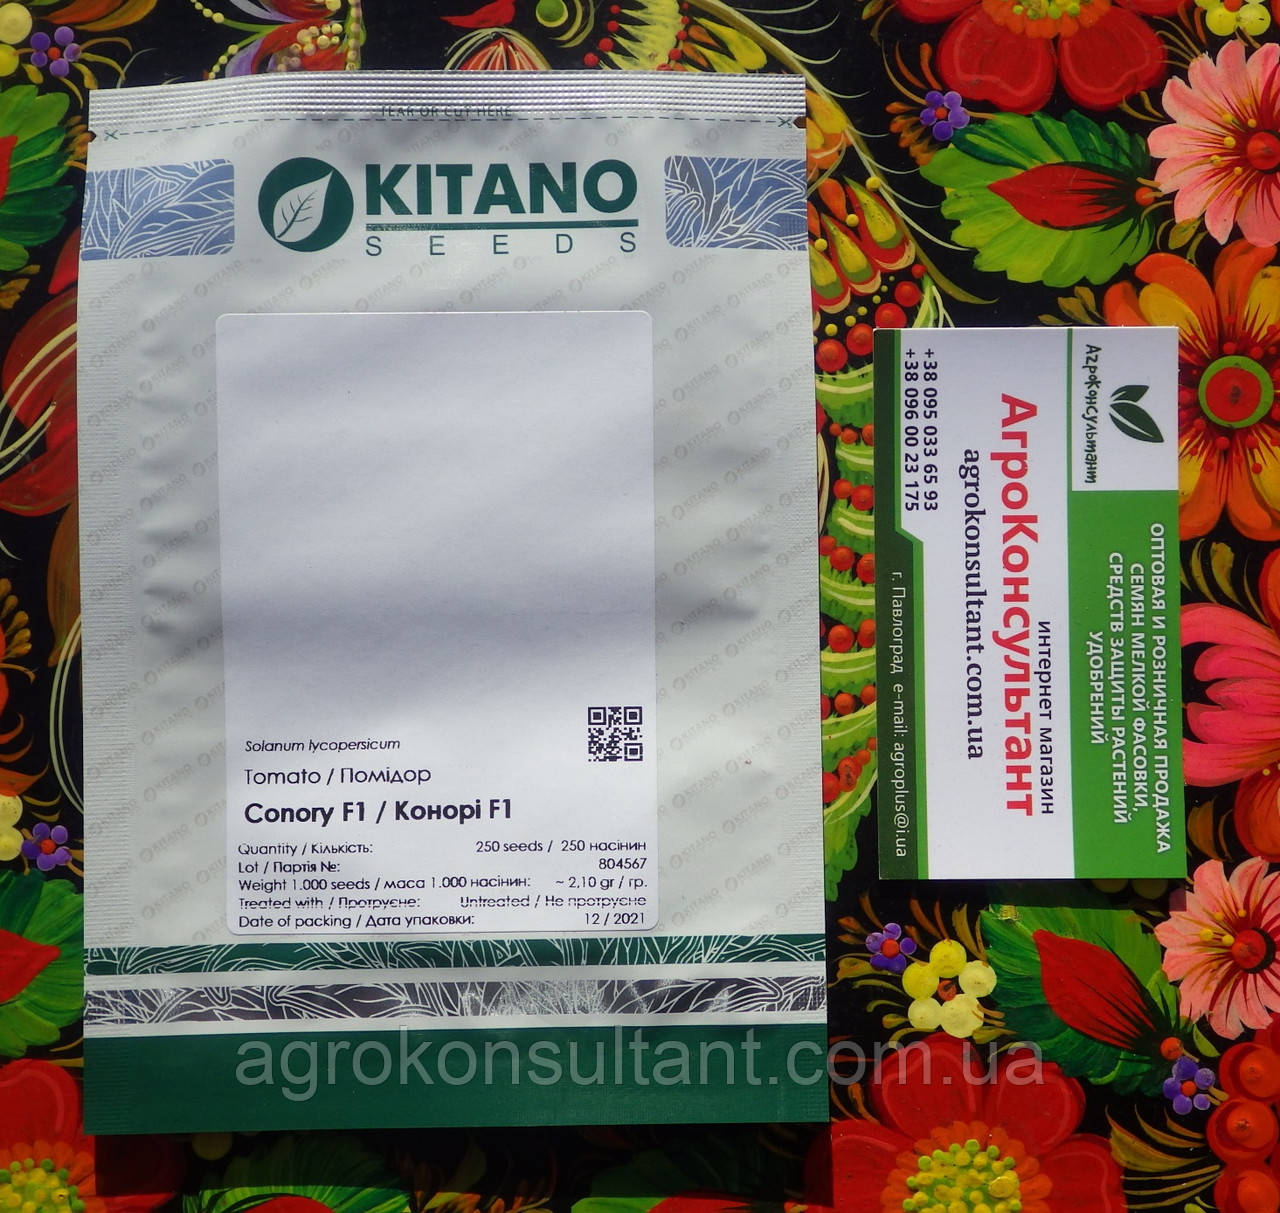 TEAR OR CUT HERE
KITANO
SEEDS
Solanum lycopersicum
Tomato / Помідор
Conory F1 / Конорі F1
Quantity / Кількість: 250 seeds / 250 насінин
Lot / Партія №: 804567
Weight 1.000 seeds / маса 1.000 насінин: ~ 2,10 gr / гр.
Treated with / Протруєне: Untreated / Не протруєне
Date of packing / Дата упаковки: 12 / 2021
АгроКонсультант
ОПТОВАЯ И РОЗНИЧНАЯ ПРОДАЖА
СЕМЯН МЕЛКОЙ ФАСОВКИ,
СРЕДСТВ ЗАЩИТЫ РАСТЕНИЙ
УДОБРЕНИЙ
интернет магазин
АгроКонсультант
agrokonsultant.com.ua
+38 095 033 65 93
+38 096 00 23 175
г. Павлоград e-mail: agroplus@i.ua
agrokonsultant.com.ua